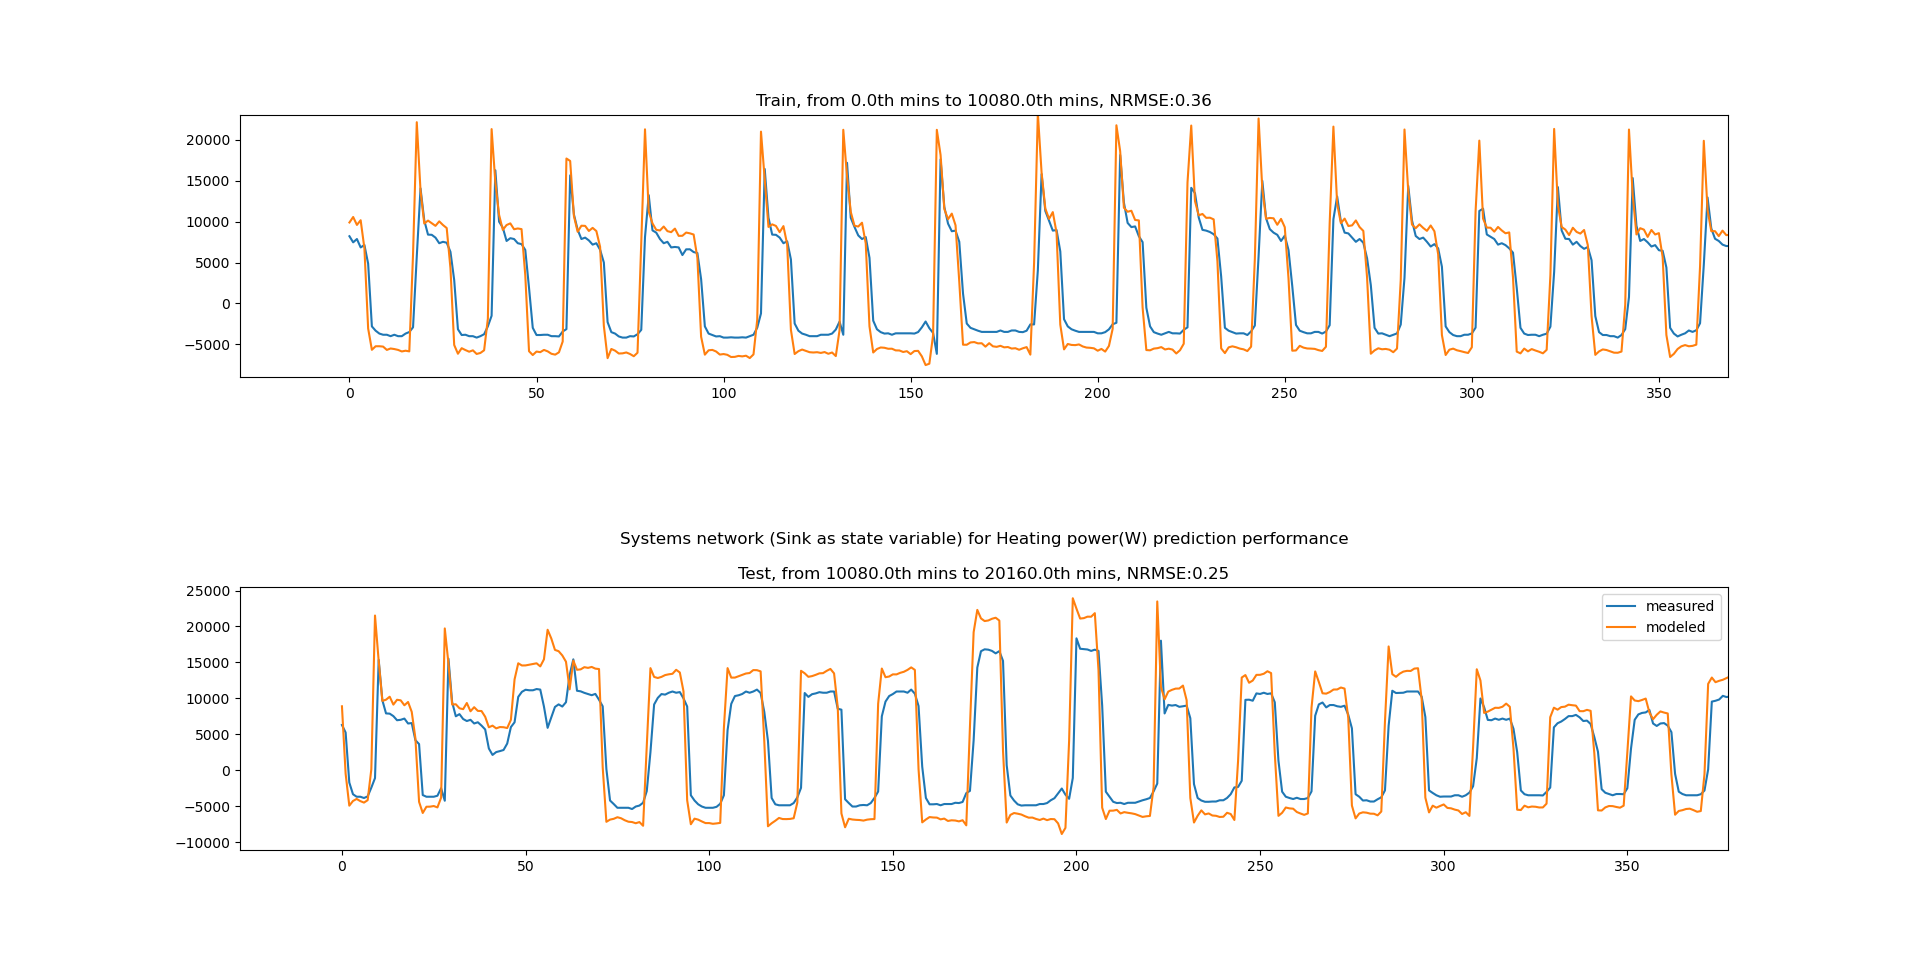 Train, from 0.0th mins to 10080.0th mins, NRMSE:0.36
20000
15000
10000
5000
0
−5000
0 50 100 150 200 250 300 350
Systems network (Sink as state variable) for Heating power(W) prediction performance
Test, from 10080.0th mins to 20160.0th mins, NRMSE:0.25
25000
20000
15000
10000
5000
0
−5000
−10000
measured
modeled
0 50 100 150 200 250 300 350